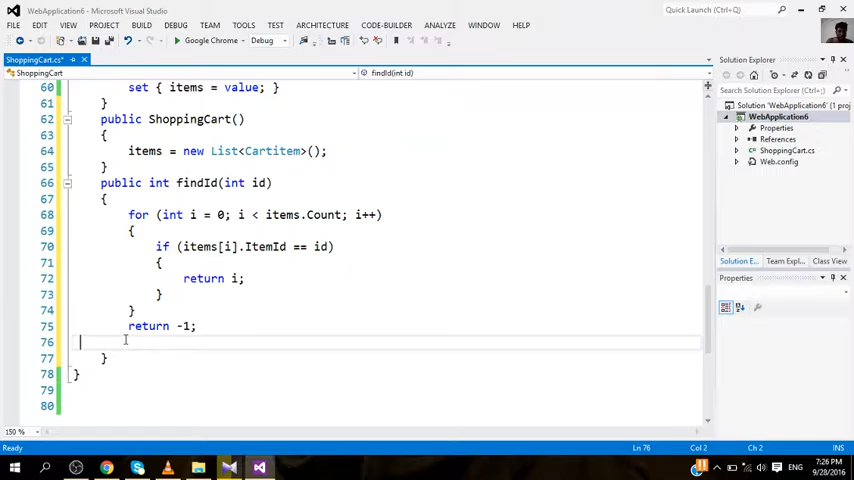 WebApplication6 - Microsoft Visual Studio
Quick Launch (Ctrl+Q)
FILE EDIT VIEW PROJECT BUILD DEBUG TEAM TOOLS TEST ARCHITECTURE CODE-BUILDER ANALYZE WINDOW HELP
Google Chrome Debug
ShoppingCart.cs*
ShoppingCart findId(int id)
60 set { items = value; }
61 }
62 public ShoppingCart()
63 {
64 items = new List<Cartitem>();
65 }
66 public int findId(int id)
67 {
68 for (int i = 0; i < items.Count; i++)
69 {
70 if (items[i].ItemId == id)
71 {
72 return i;
73 }
74 }
75 return -1;
76
77 }
78 }
79
80
150 %
Solution Explorer
Search Solution Explorer (Ctrl+;)
Solution 'WebApplication6' (1 project)
WebApplication6
Properties
References
ShoppingCart.cs
Web.config
Solution E... Team Expl... Class View
Properties
Ready Ln 76 Col 2 Ch 2 INS
ENG
7:26 PM
9/28/2016